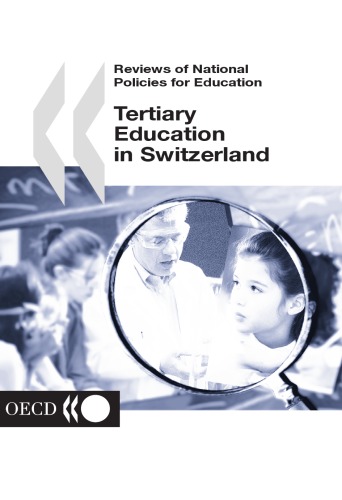 Reviews of National
Policies for Education
Tertiary
Education
in Switzerland
OECD